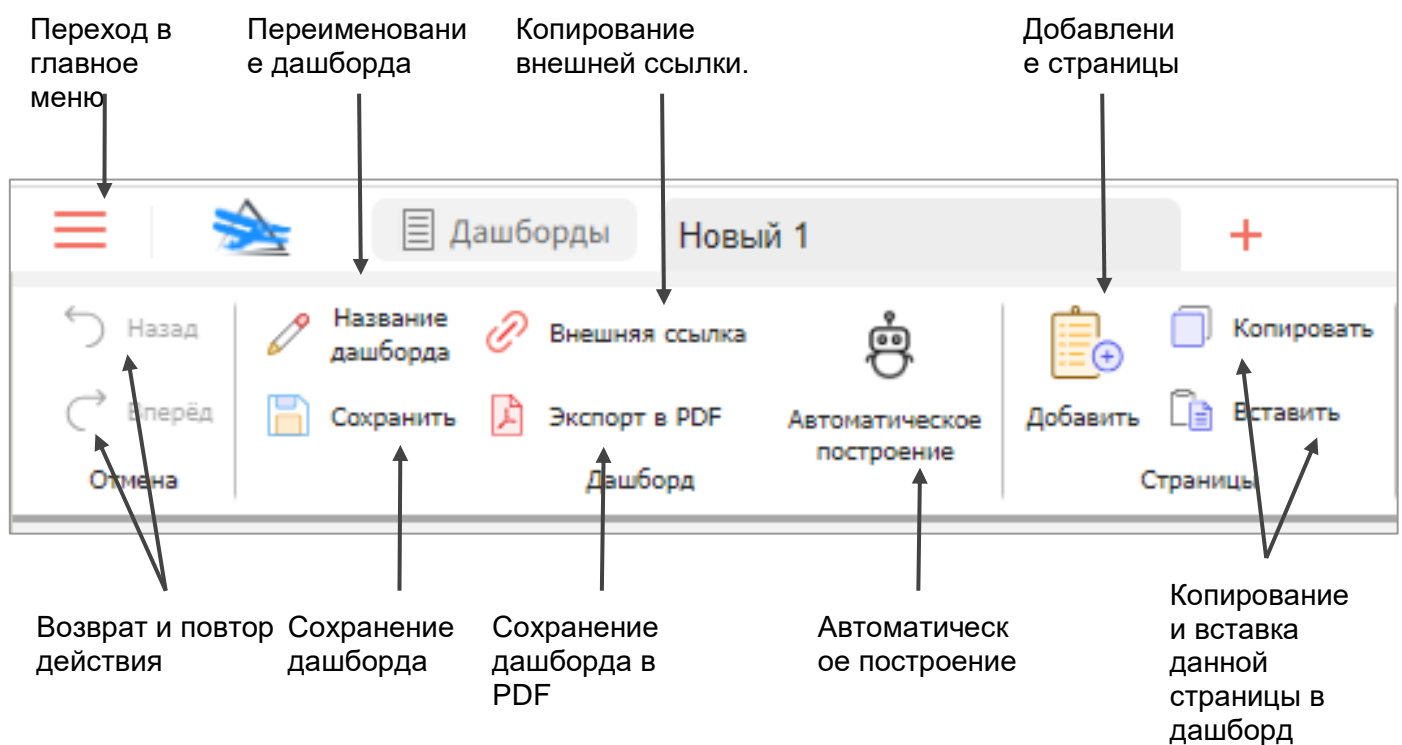 Переход в
главное
меню
Переименовани
е дашборда
Копирование
внешней ссылки.
Добавлени
е страницы
Дашборды
Новый 1
Назад
Вперёд
Отмена
Название
дашборда
Сохранить
Внешняя ссылка
Экспорт в PDF
Автоматическое
построение
Дашборд
Добавить
Копировать
Вставить
Страницы
Возврат и повтор
действия
Сохранение
дашборда
Сохранение
дашборда в
PDF
Автоматическ
ое построение
Копирование
и вставка
данной
страницы в
дашборд